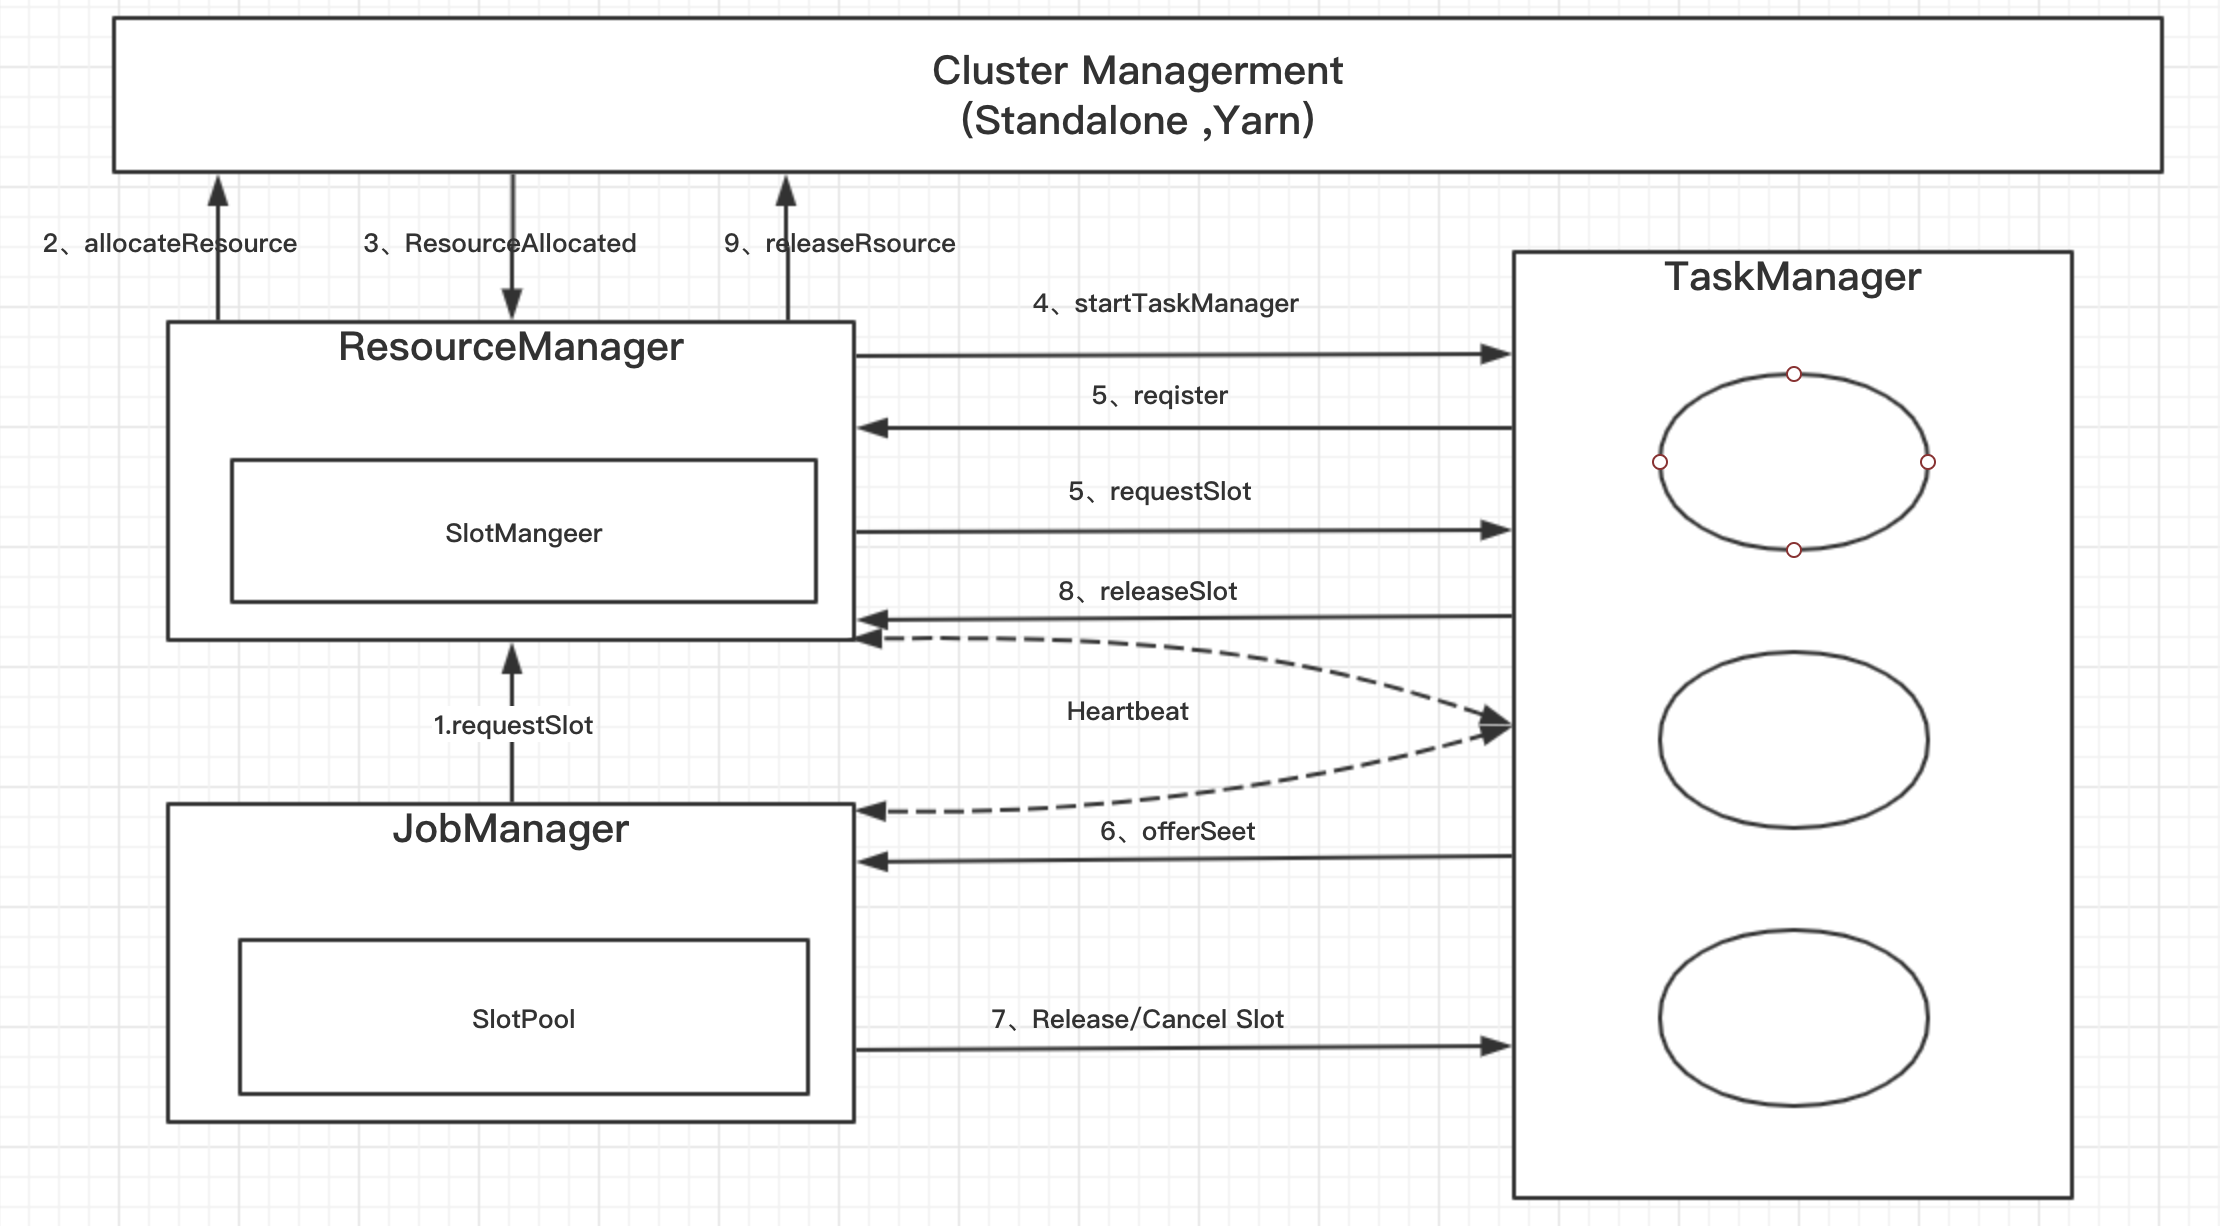 Cluster Managerment
(Standalone ,Yarn)
2、allocateResource
3、ResourceAllocated
9、releaseRsource
TaskManager
4、startTaskManager
ResourceManager
5、reqister
5、requestSlot
SlotMangeer
8、releaseSlot
Heartbeat
1.requestSlot
JobManager
6、offerSeet
SlotPool
7、Release/Cancel Slot